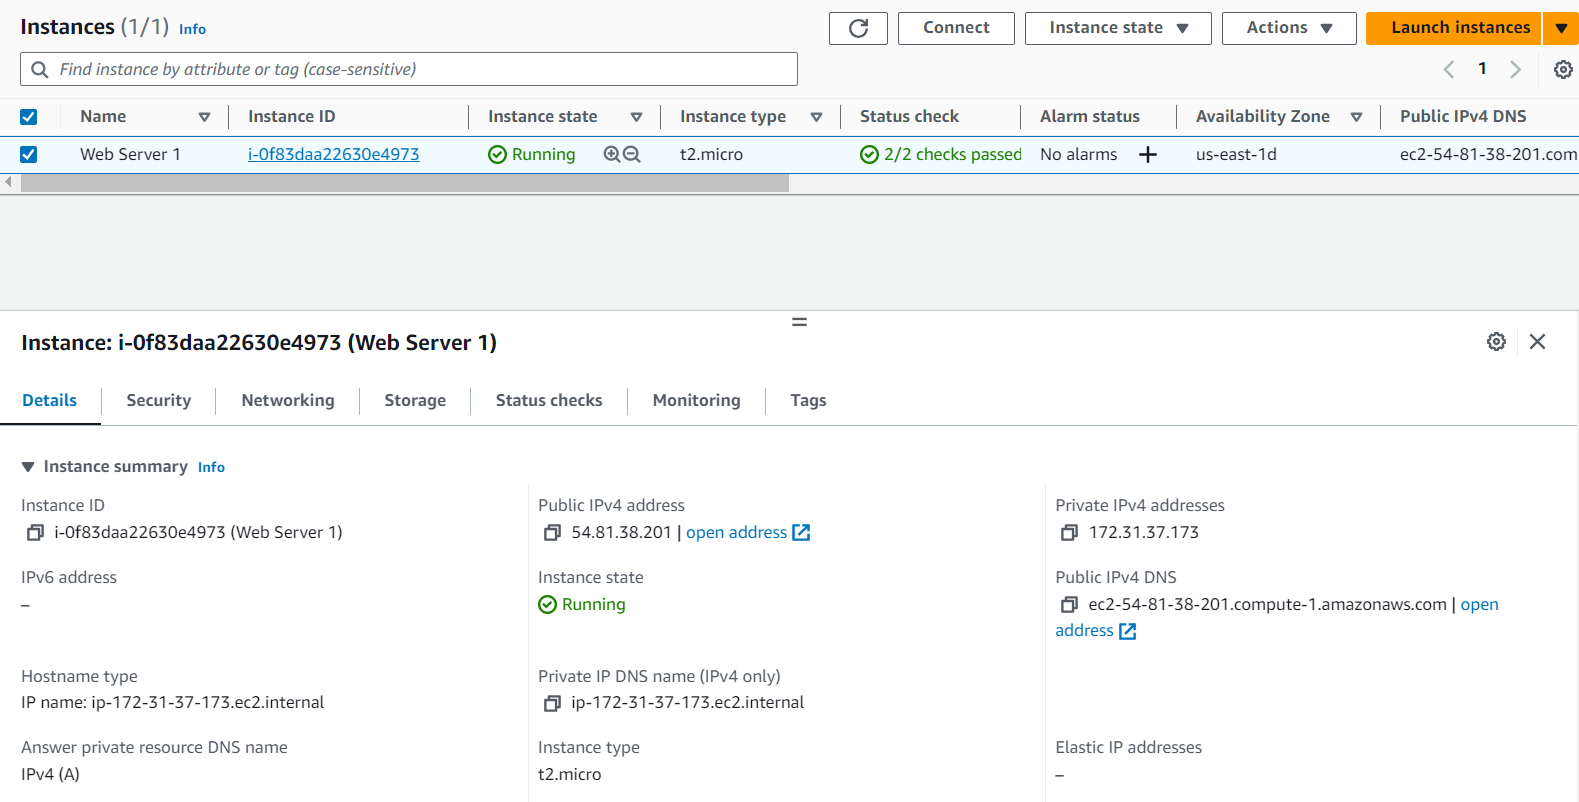 Instances (1/1) Info
Connect
Instance state
Actions
Launch instances
Find instance by attribute or tag (case-sensitive)
1
Name Instance ID Instance state Instance type Status check Alarm status Availability Zone Public IPv4 DNS
Web Server 1 i-0f83daa22630e4973 Running t2.micro 2/2 checks passed No alarms + us-east-1d ec2-54-81-38-201.com
Instance: i-0f83daa22630e4973 (Web Server 1)
Details Security Networking Storage Status checks Monitoring Tags
Instance summary Info
Instance ID
i-0f83daa22630e4973 (Web Server 1)
Public IPv4 address
54.81.38.201 | open address
Private IPv4 addresses
172.31.37.173
IPv6 address
–
Instance state
Running
Public IPv4 DNS
ec2-54-81-38-201.compute-1.amazonaws.com | open
address
Hostname type
IP name: ip-172-31-37-173.ec2.internal
Private IP DNS name (IPv4 only)
ip-172-31-37-173.ec2.internal
Answer private resource DNS name
IPv4 (A)
Instance type
t2.micro
Elastic IP addresses
–